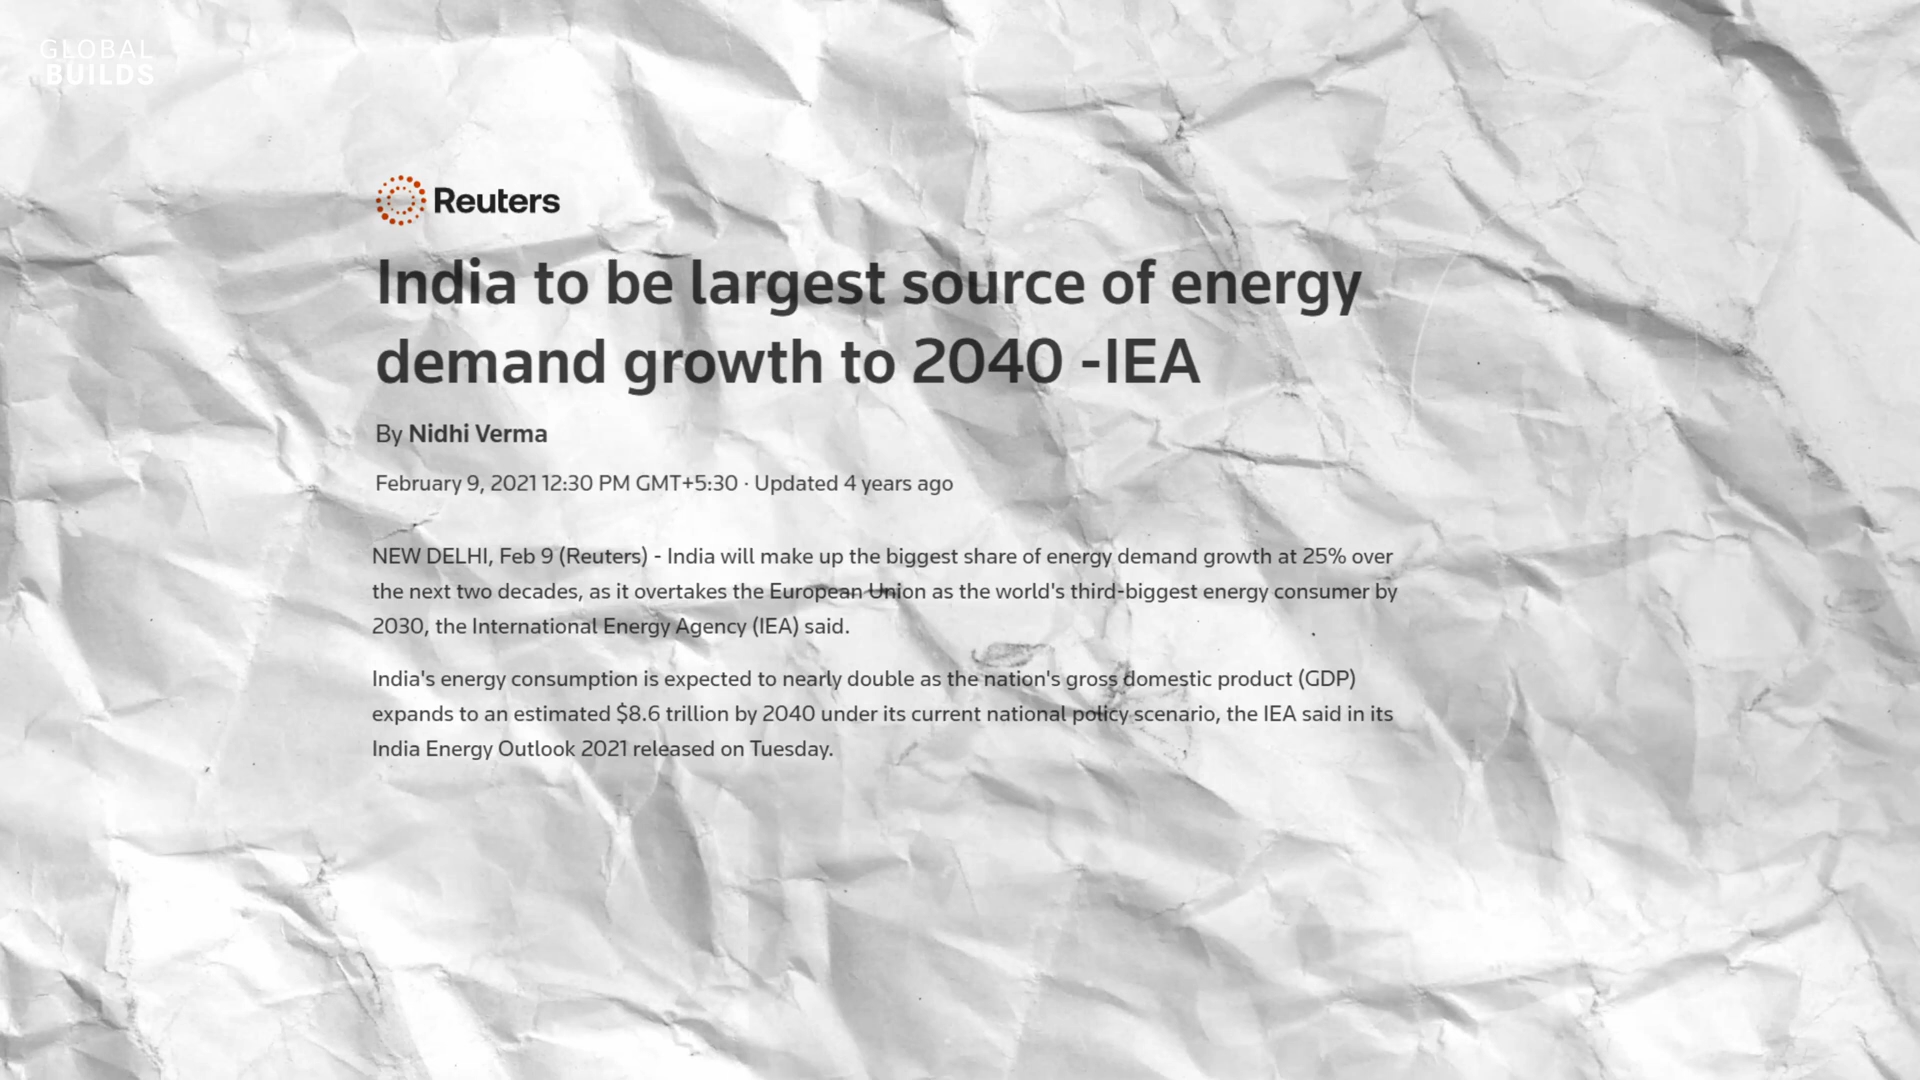 GLOBAL
BUILDS
Reuters
India to be largest source of energy
demand growth to 2040 -IEA
By Nidhi Verma
February 9, 2021 12:30 PM GMT+5:30 · Updated 4 years ago
NEW DELHI, Feb 9 (Reuters) - India will make up the biggest share of energy demand growth at 25% over
the next two decades, as it overtakes the European Union as the world's third-biggest energy consumer by
2030, the International Energy Agency (IEA) said.
India's energy consumption is expected to nearly double as the nation's gross domestic product (GDP)
expands to an estimated $8.6 trillion by 2040 under its current national policy scenario, the IEA said in its
India Energy Outlook 2021 released on Tuesday.